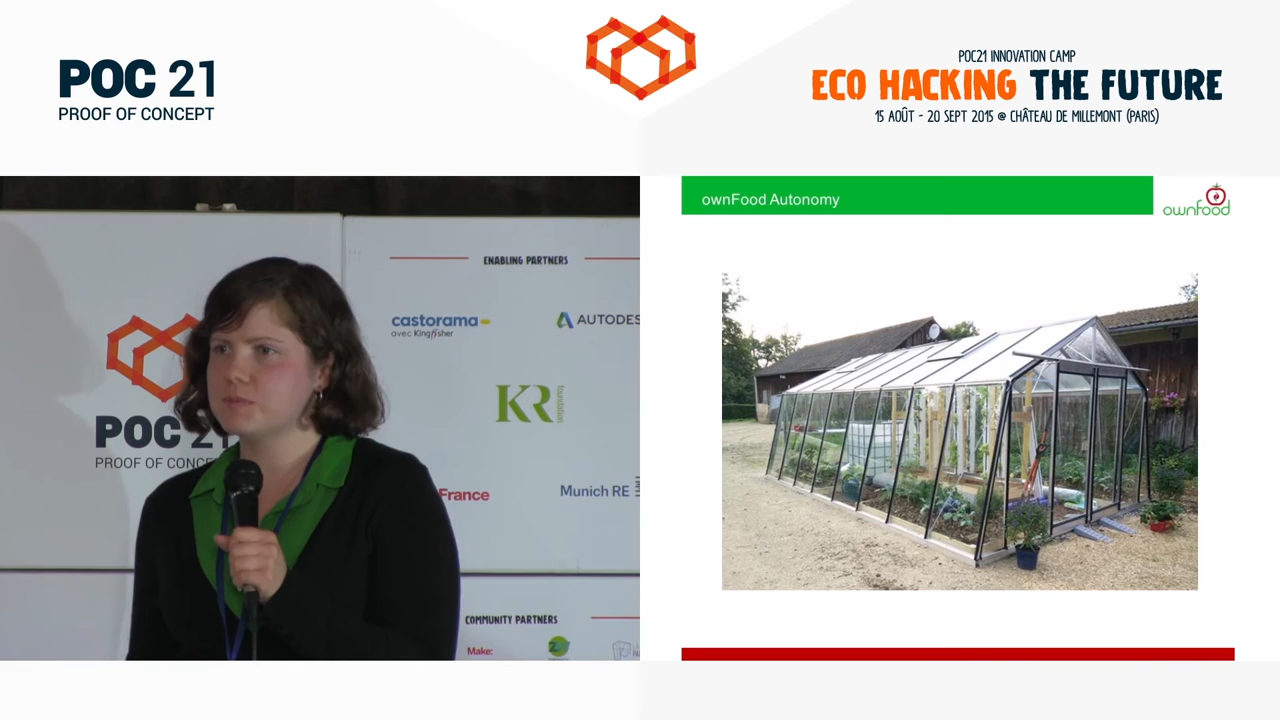 POC 21
PROOF OF CONCEPT
POC21 INNOVATION CAMP
ECO HACKING THE FUTURE
15 AOÛT - 20 SEPT 2015 @ CHÂTEAU DE MILLEMONT (PARIS)
ownFood Autonomy
ownfood
ENABLING PARTNERS
castorama
avec Kingfisher
AUTODES
KR
foundation
POC 21
PROOF OF CONCE
France
Munich RE
COMMUNITY PARTNERS
Make: